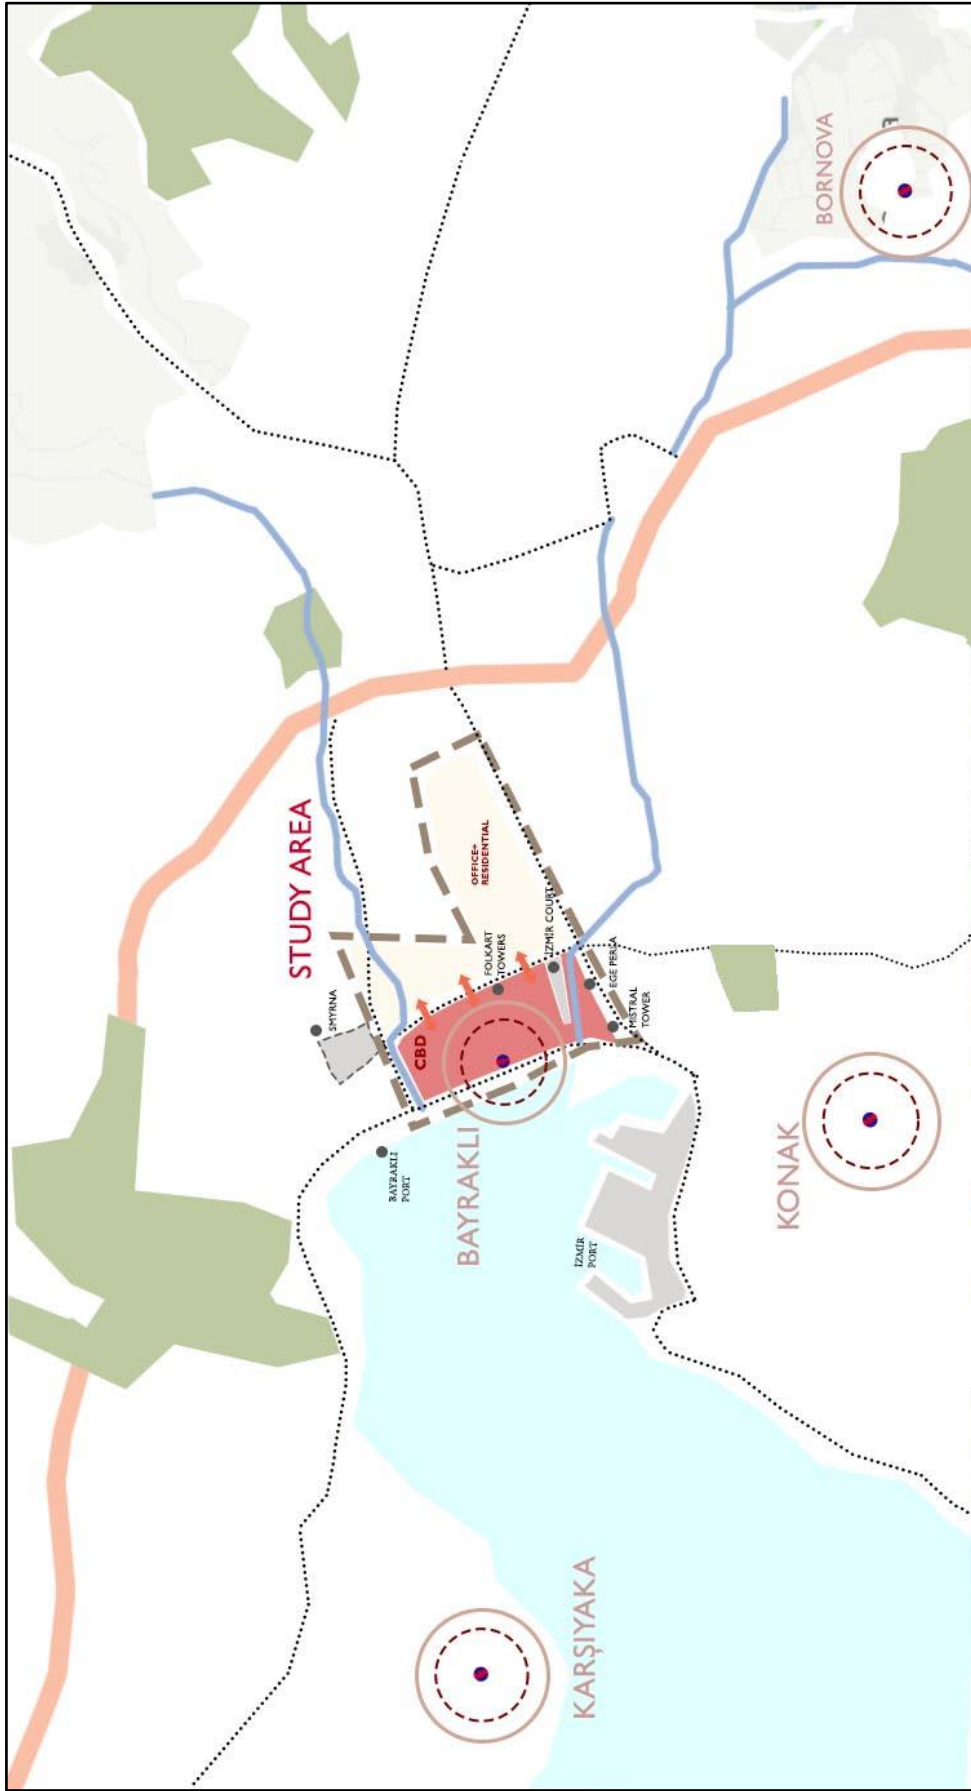 STUDY AREA
SMYRNA
BAYRAKLI
PORT
CBD
BAYRAKLI
OFFICE+
RESIDENTIAL
FOLKART
TOWERS
İZMİR COURT
KARŞIYAKA
İZMİR
PORT
EGE PERLA
MISTRAL
TOWER
KONAK
BORNOVA